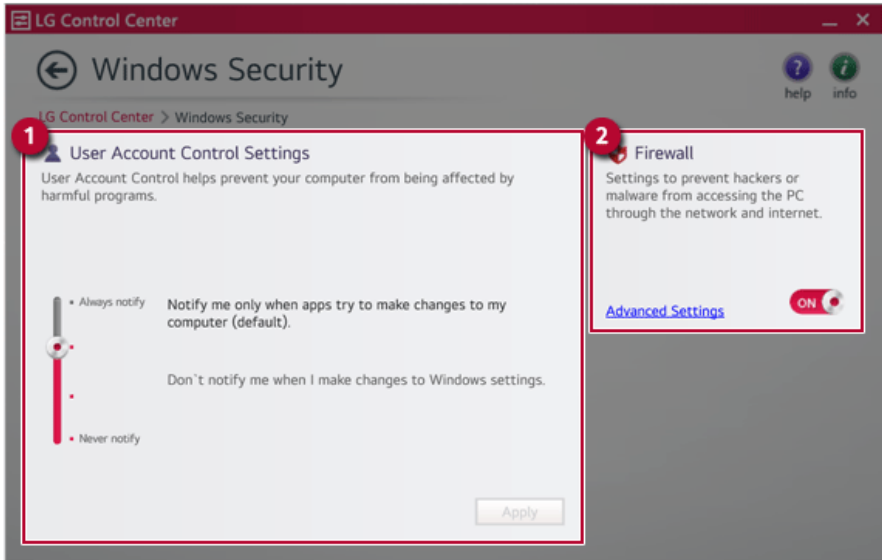 LG Control Center
Windows Security
help
info
LG Control Center > Windows Security
1
User Account Control Settings
User Account Control helps prevent your computer from being affected by
harmful programs.
Always notify
Notify me only when apps try to make changes to my
computer (default).
Don`t notify me when I make changes to Windows settings.
Never notify
Apply
2
Firewall
Settings to prevent hackers or
malware from accessing the PC
through the network and internet.
Advanced Settings
ON